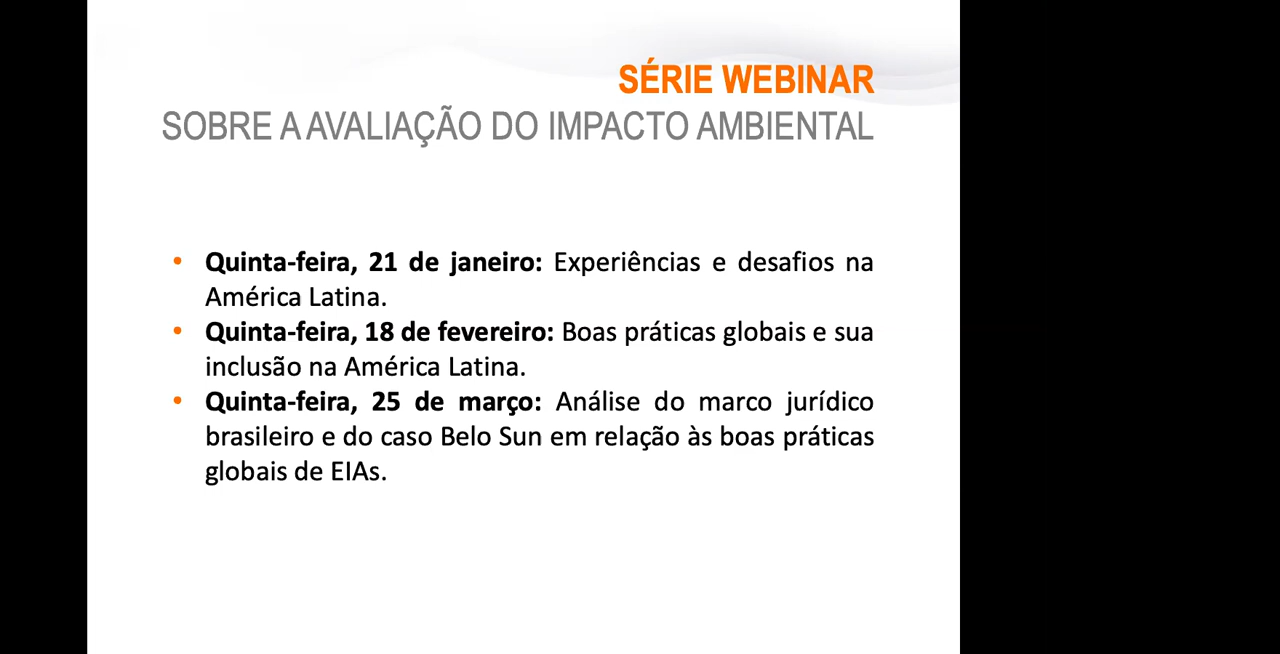 SÉRIE WEBINAR
SOBRE A AVALIAÇÃO DO IMPACTO AMBIENTAL
• Quinta-feira, 21 de janeiro: Experiências e desafios na
América Latina.
• Quinta-feira, 18 de fevereiro: Boas práticas globais e sua
inclusão na América Latina.
• Quinta-feira, 25 de março: Análise do marco jurídico
brasileiro e do caso Belo Sun em relação às boas práticas
globais de EIAs.